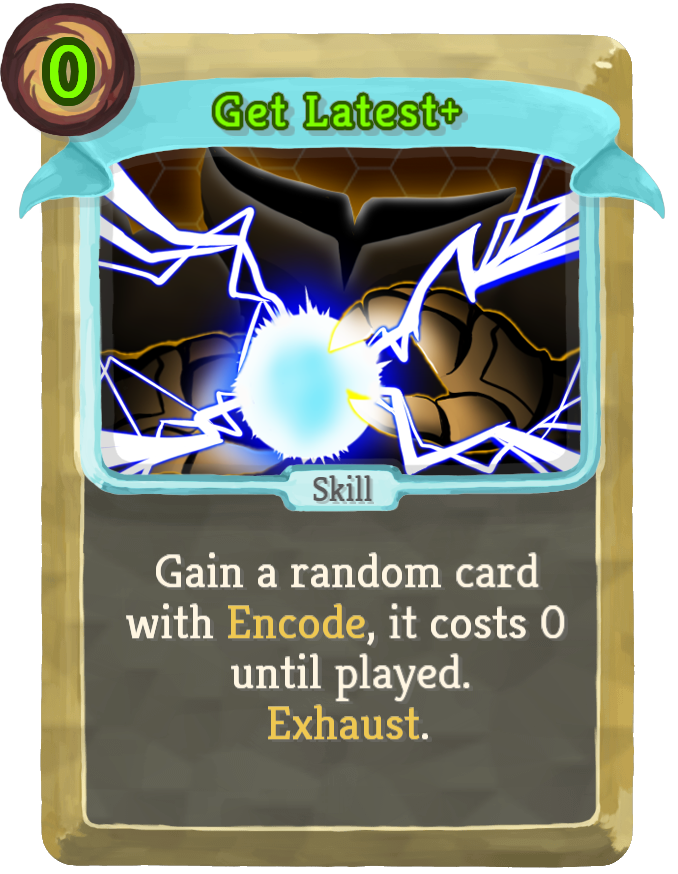 0
Get Latest+
Skill
Gain a random card
with Encode, it costs 0
until played.
Exhaust.